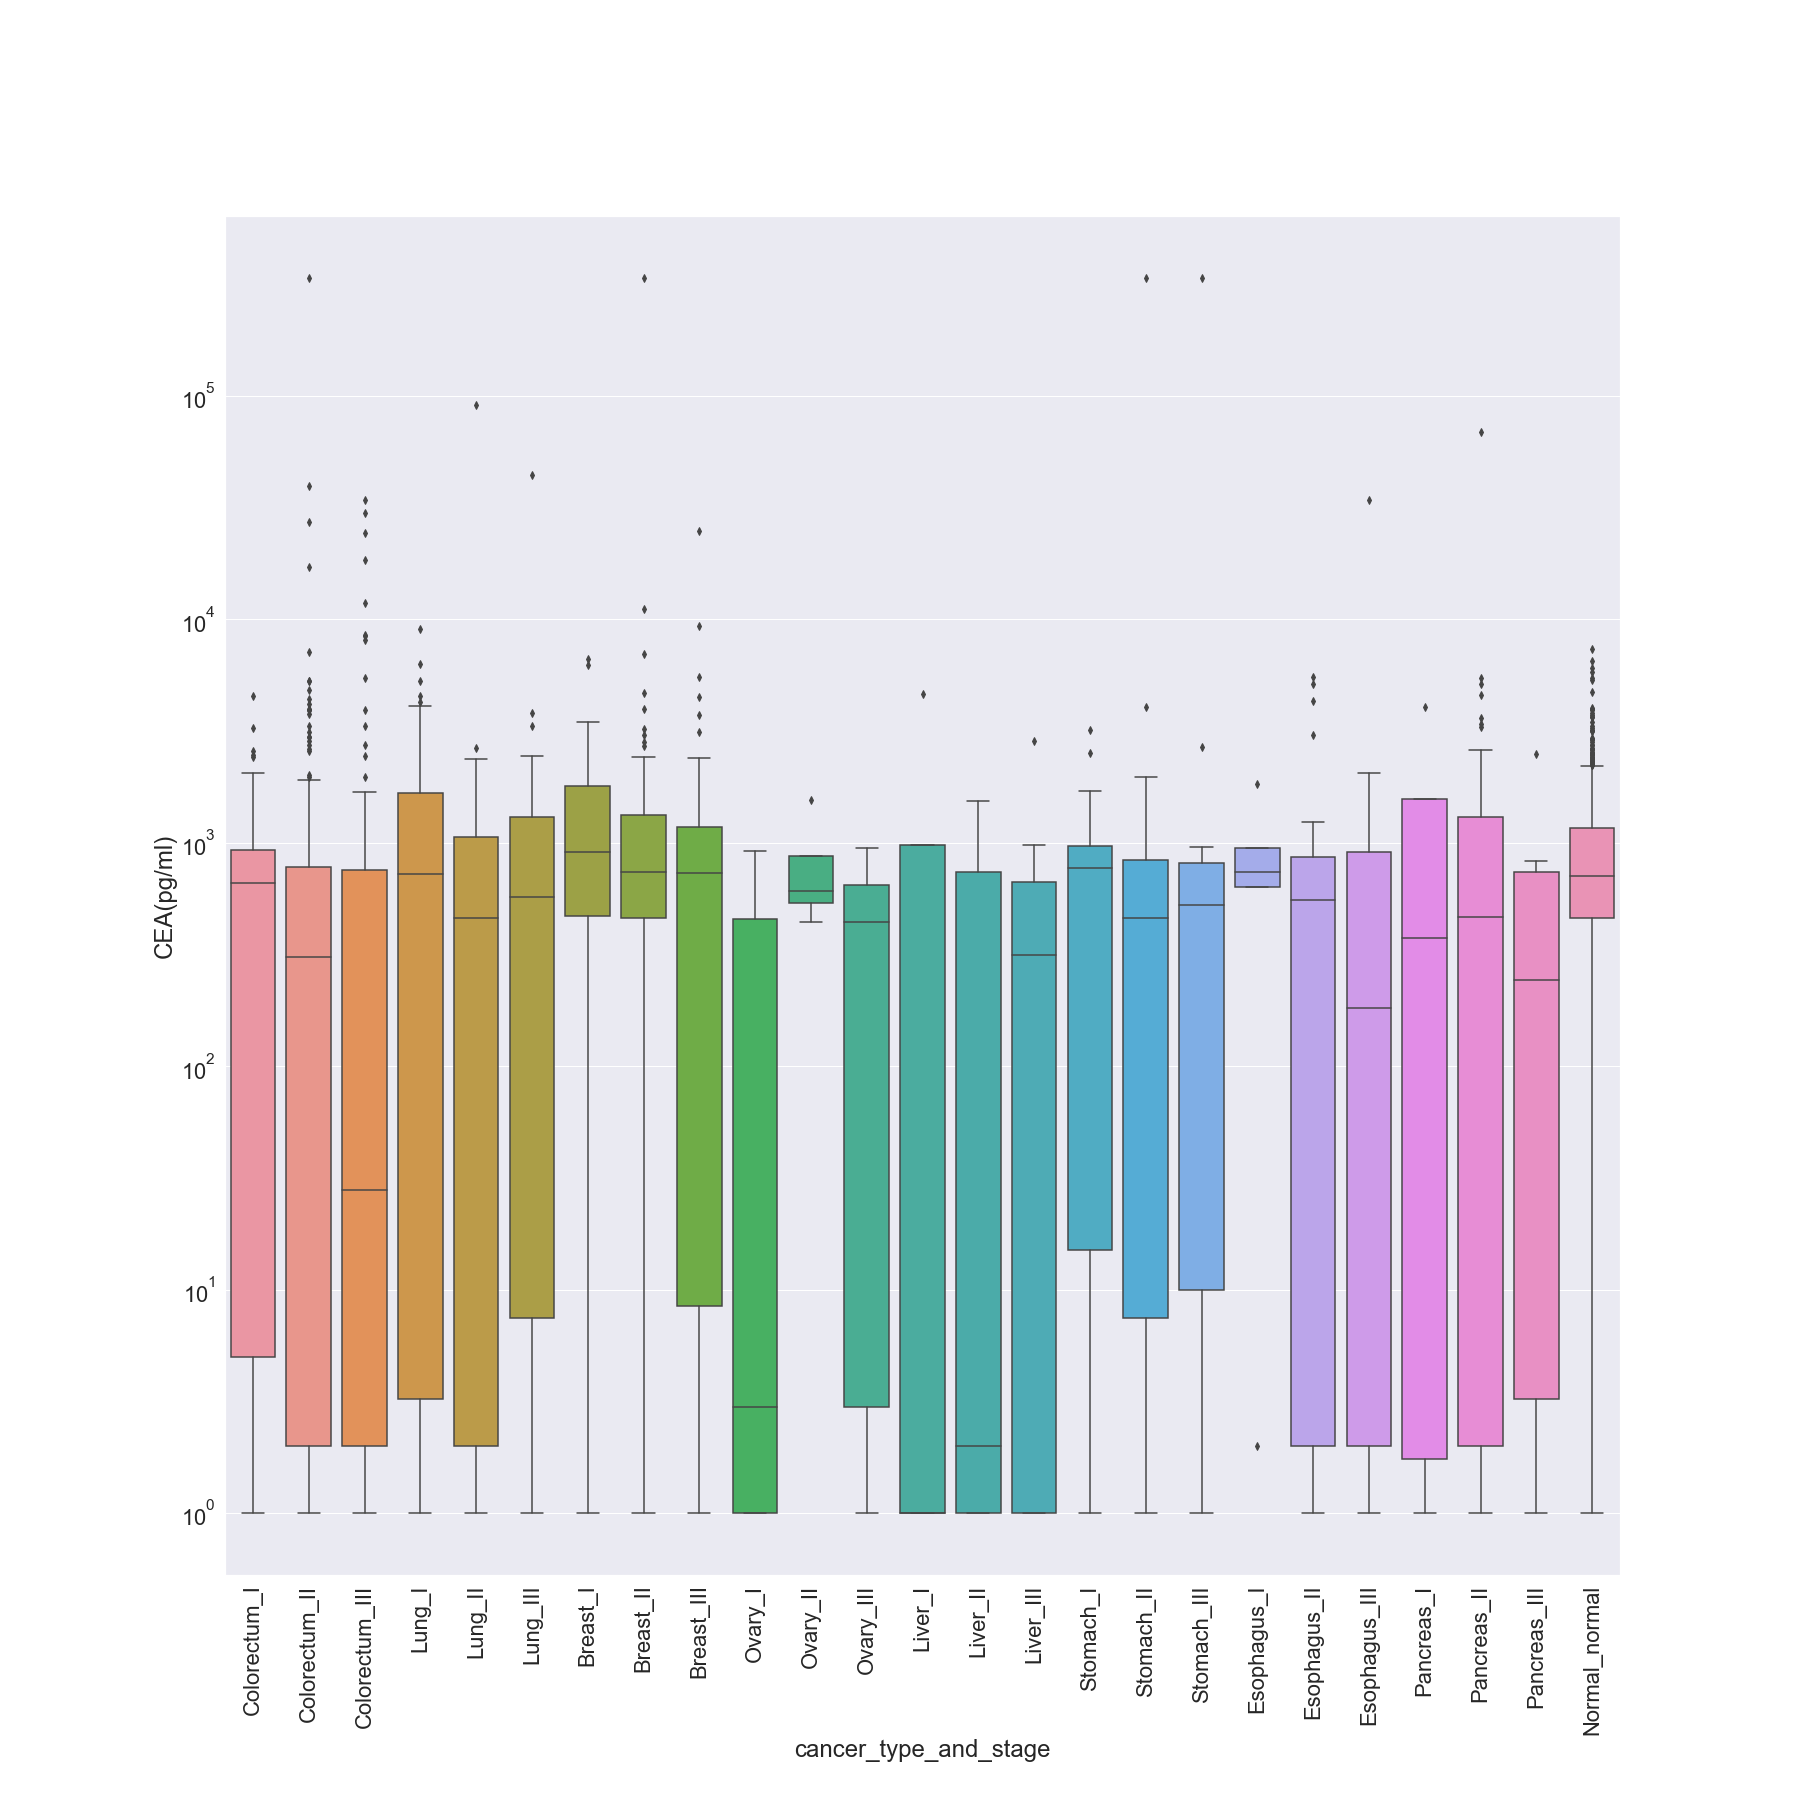 CEA(pg/ml)
10^5
10^4
10^3
10^2
10^1
10^0
Colorectum_I
Colorectum_II
Colorectum_III
Lung_I
Lung_II
Lung_III
Breast_I
Breast_II
Breast_III
Ovary_I
Ovary_II
Ovary_III
Liver_I
Liver_II
Liver_III
Stomach_I
Stomach_II
Stomach_III
Esophagus_I
Esophagus_II
Esophagus_III
Pancreas_I
Pancreas_II
Pancreas_III
Normal_normal
cancer_type_and_stage